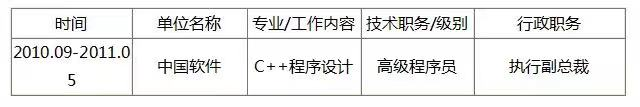 时间 单位名称 专业/工作内容 技术职务/级别 行政职务
2010.09-2011.0
5 中国软件 C++程序设计 高级程序员 执行副总裁